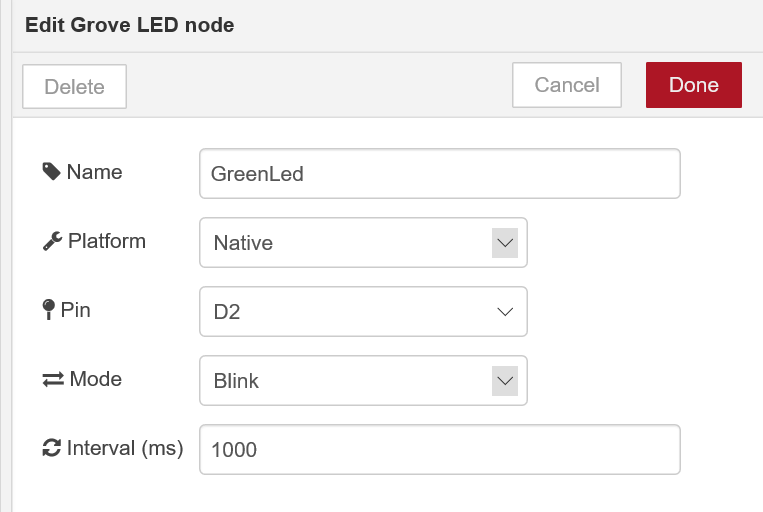 Edit Grove LED node
Delete Cancel Done
Name GreenLed
Platform Native
Pin D2
Mode Blink
Interval (ms) 1000